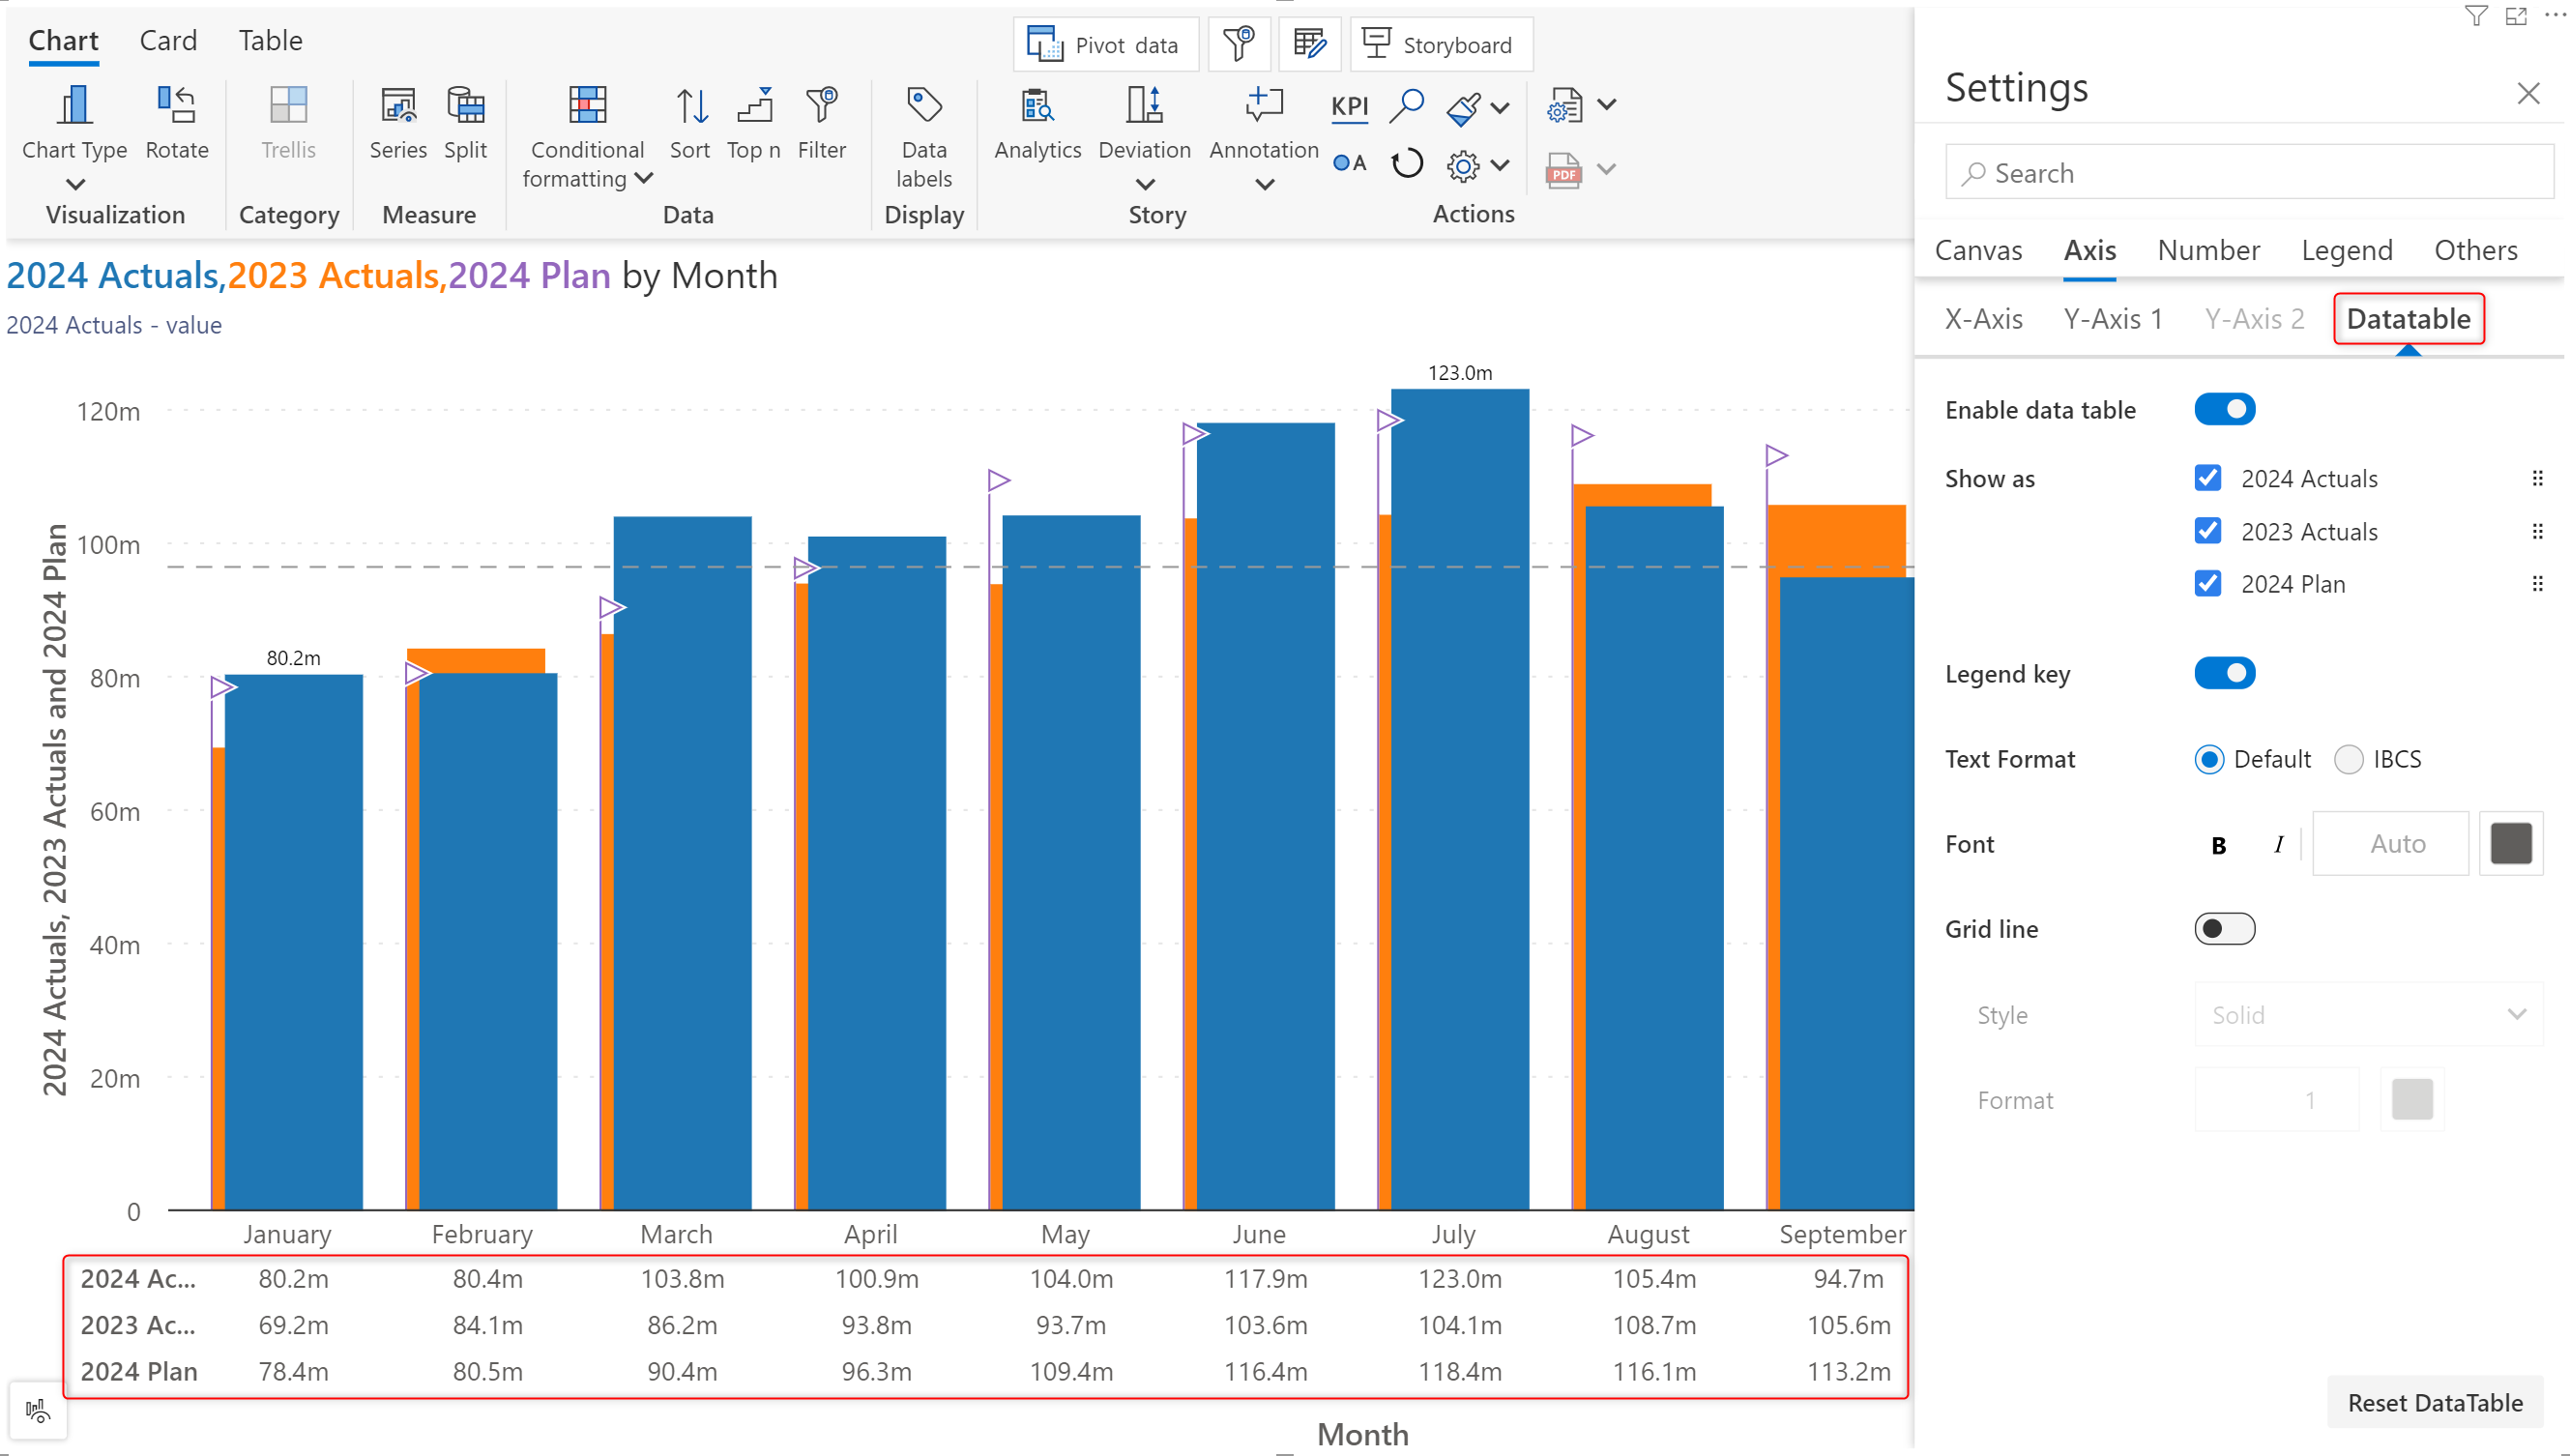 Chart Card Table
Pivot data Storyboard
Chart Type Rotate Trellis Series Split Conditional formatting Sort Top n Filter Data labels Analytics Deviation Annotation KPI
A
PDF
Visualization Category Measure Data Display Story Actions
2024 Actuals,2023 Actuals,2024 Plan by Month
2024 Actuals - value
2024 Actuals, 2023 Actuals and 2024 Plan
120m
100m
80m
60m
40m
20m
0
80.2m
123.0m
January February March April May June July August September
2024 Ac... 80.2m 80.4m 103.8m 100.9m 104.0m 117.9m 123.0m 105.4m 94.7m
2023 Ac... 69.2m 84.1m 86.2m 93.8m 93.7m 103.6m 104.1m 108.7m 105.6m
2024 Plan 78.4m 80.5m 90.4m 96.3m 109.4m 116.4m 118.4m 116.1m 113.2m
Month
Settings
Search
Canvas Axis Number Legend Others
X-Axis Y-Axis 1 Y-Axis 2 Datatable
Enable data table
Show as 2024 Actuals
2023 Actuals
2024 Plan
Legend key
Text Format Default IBCS
Font B I Auto
Grid line
Style Solid
Format 1
Reset DataTable